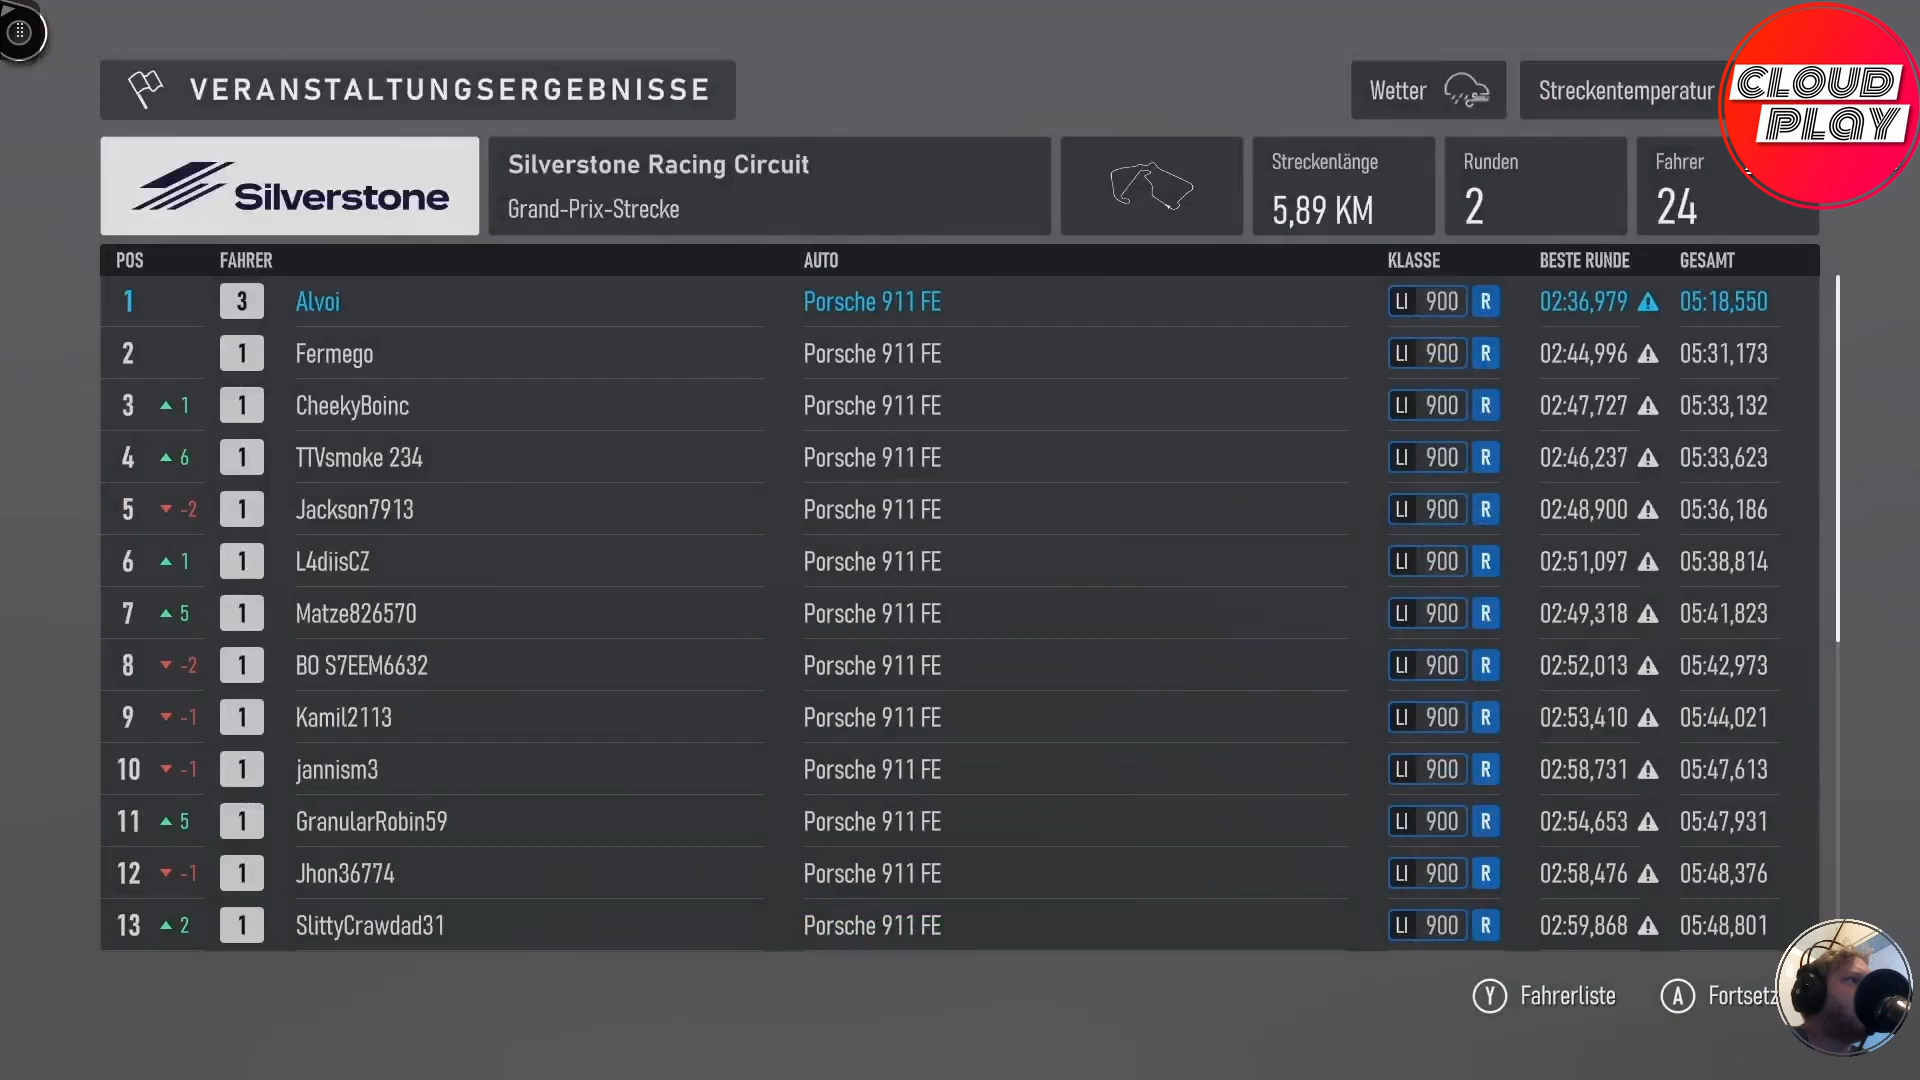 VERANSTALTUNGSERGEBNISSE
Wetter
Streckentemperatur
CLOUD
PLAY
Silverstone
Silverstone Racing Circuit
Grand-Prix-Strecke
Streckenlänge
5,89 KM
Runden
2
Fahrer
24
POS FAHRER AUTO KLASSE BESTE RUNDE GESAMT
1 3 Alvoi Porsche 911 FE LI 900 R 02:36,979 05:18,550
2 1 Fermego Porsche 911 FE LI 900 R 02:44,996 05:31,173
3 1 1 CheekyBoinc Porsche 911 FE LI 900 R 02:47,727 05:33,132
4 6 1 TTVsmoke 234 Porsche 911 FE LI 900 R 02:46,237 05:33,623
5 -2 1 Jackson7913 Porsche 911 FE LI 900 R 02:48,900 05:36,186
6 1 1 L4diisCZ Porsche 911 FE LI 900 R 02:51,097 05:38,814
7 5 1 Matze826570 Porsche 911 FE LI 900 R 02:49,318 05:41,823
8 -2 1 BO S7EEM6632 Porsche 911 FE LI 900 R 02:52,013 05:42,973
9 -1 1 Kamil2113 Porsche 911 FE LI 900 R 02:53,410 05:44,021
10 -1 1 jannism3 Porsche 911 FE LI 900 R 02:58,731 05:47,613
11 5 1 GranularRobin59 Porsche 911 FE LI 900 R 02:54,653 05:47,931
12 -1 1 Jhon36774 Porsche 911 FE LI 900 R 02:58,476 05:48,376
13 2 1 SlittyCrawdad31 Porsche 911 FE LI 900 R 02:59,868 05:48,801
Y Fahrerliste A Fortsetz